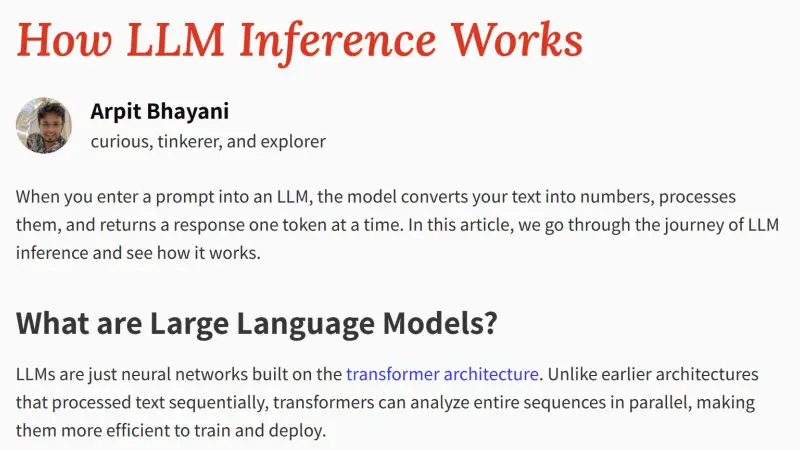 How LLM Inference Works
Arpit Bhayani
curious, tinkerer, and explorer
When you enter a prompt into an LLM, the model converts your text into numbers, processes
them, and returns a response one token at a time. In this article, we go through the journey of LLM
inference and see how it works.
What are Large Language Models?
LLMs are just neural networks built on the transformer architecture. Unlike earlier architectures
that processed text sequentially, transformers can analyze entire sequences in parallel, making
them more efficient to train and deploy.